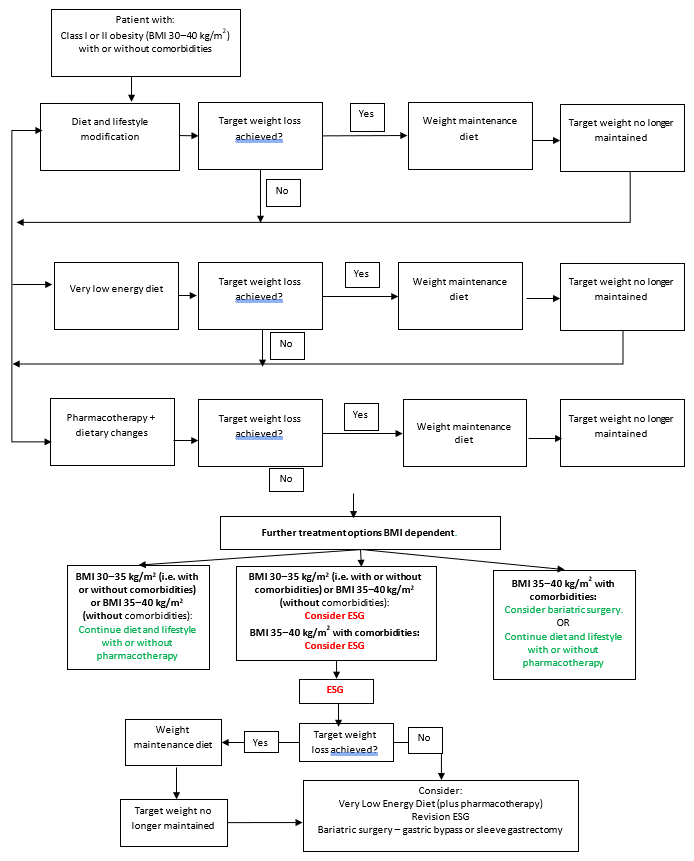 Patient with:
Class I or II obesity (BMI 30–40 kg/m²)
with or without comorbidities
Diet and lifestyle
modification
Target weight loss
achieved?
Yes
Weight maintenance
diet
Target weight no longer
maintained
No
Very low energy diet
Target weight loss
achieved?
Yes
Weight maintenance
diet
Target weight no longer
maintained
No
Pharmacotherapy +
dietary changes
Target weight loss
achieved?
Yes
Weight maintenance
diet
Target weight no longer
maintained
No
Further treatment options BMI dependent.
BMI 30–35 kg/m² (i.e. with
or without comorbidities)
or BMI 35–40 kg/m²
(without comorbidities):
Continue diet and lifestyle
with or without
pharmacotherapy
BMI 30–35 kg/m² (i.e. with or without
comorbidities) or BMI 35–40 kg/m²
(without comorbidities):
Consider ESG
BMI 35–40 kg/m² with comorbidities:
Consider ESG
BMI 35–40 kg/m² with
comorbidities:
Consider bariatric surgery.
OR
Continue diet and lifestyle
with or without
pharmacotherapy
ESG
Target weight
loss achieved?
Yes
No
Weight
maintenance diet
Target weight no
longer maintained
Consider:
Very Low Energy Diet (plus pharmacotherapy)
Revision ESG
Bariatric surgery – gastric bypass or sleeve gastrectomy